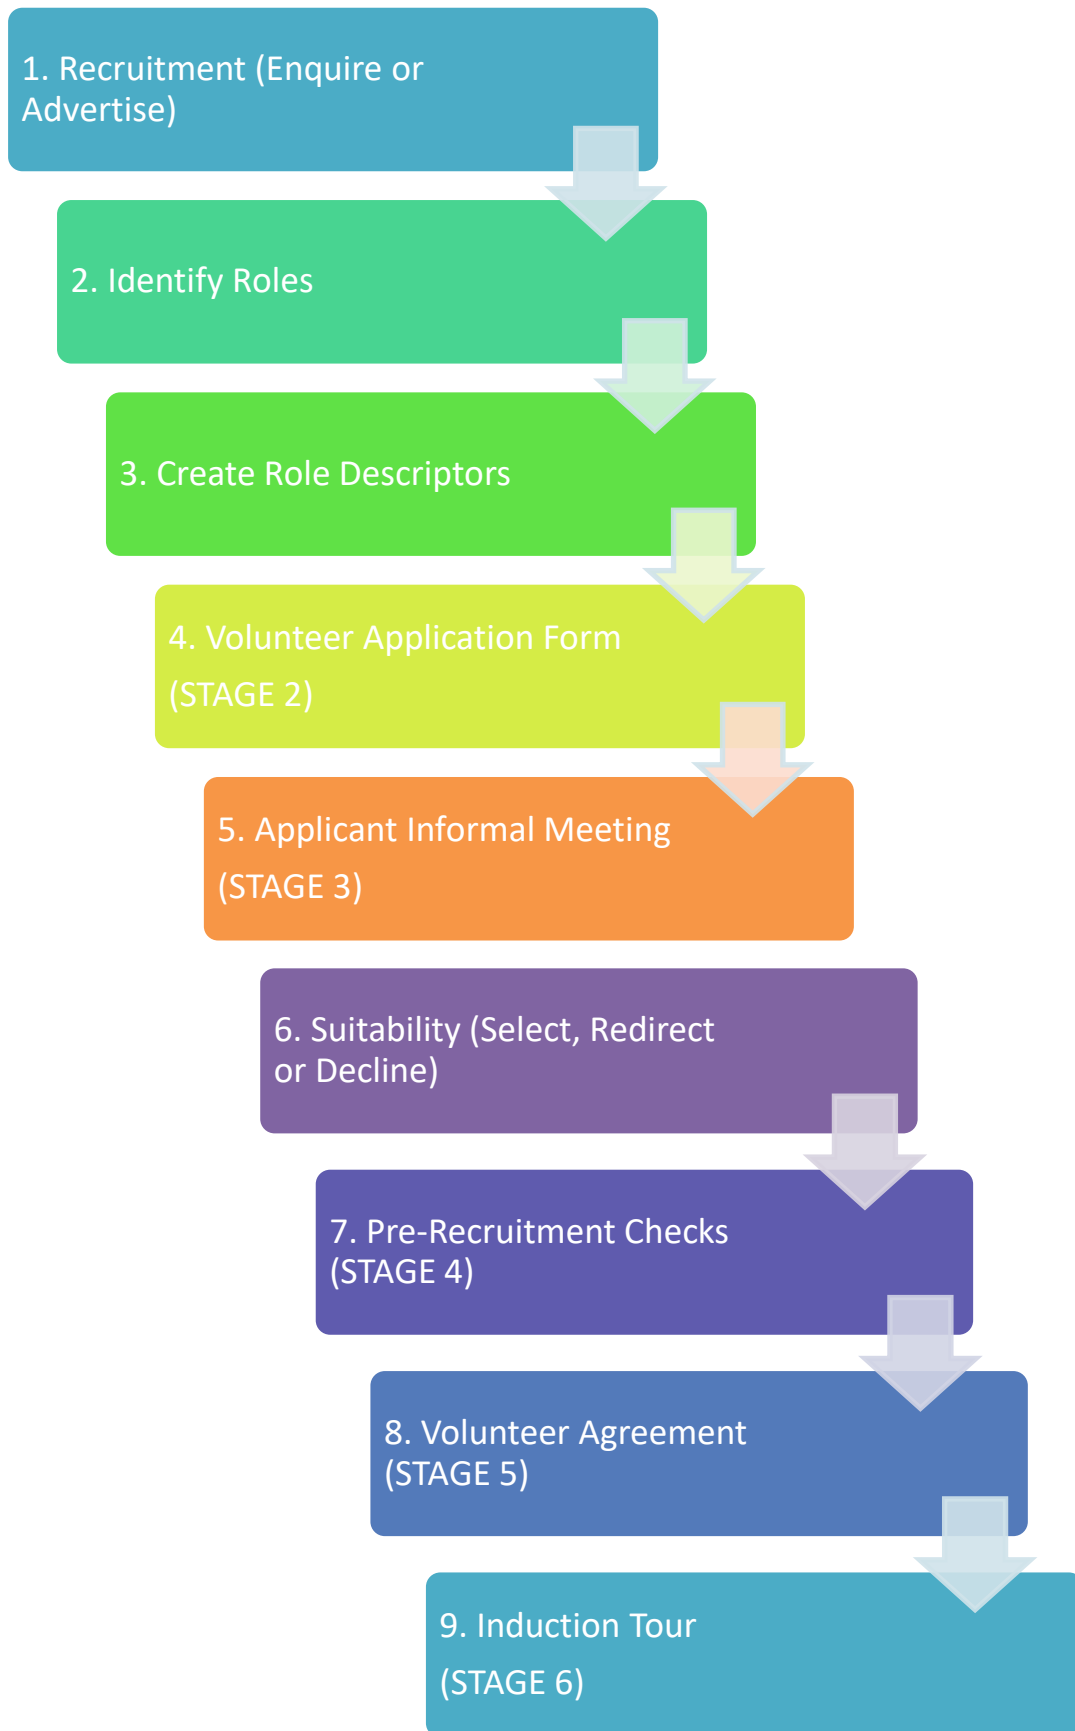 1. Recruitment (Enquire or
Advertise)
2. Identify Roles
3. Create Role Descriptors
4. Volunteer Application Form
(STAGE 2)
5. Applicant Informal Meeting
(STAGE 3)
6. Suitability (Select, Redirect
or Decline)
7. Pre-Recruitment Checks
(STAGE 4)
8. Volunteer Agreement
(STAGE 5)
9. Induction Tour
(STAGE 6)